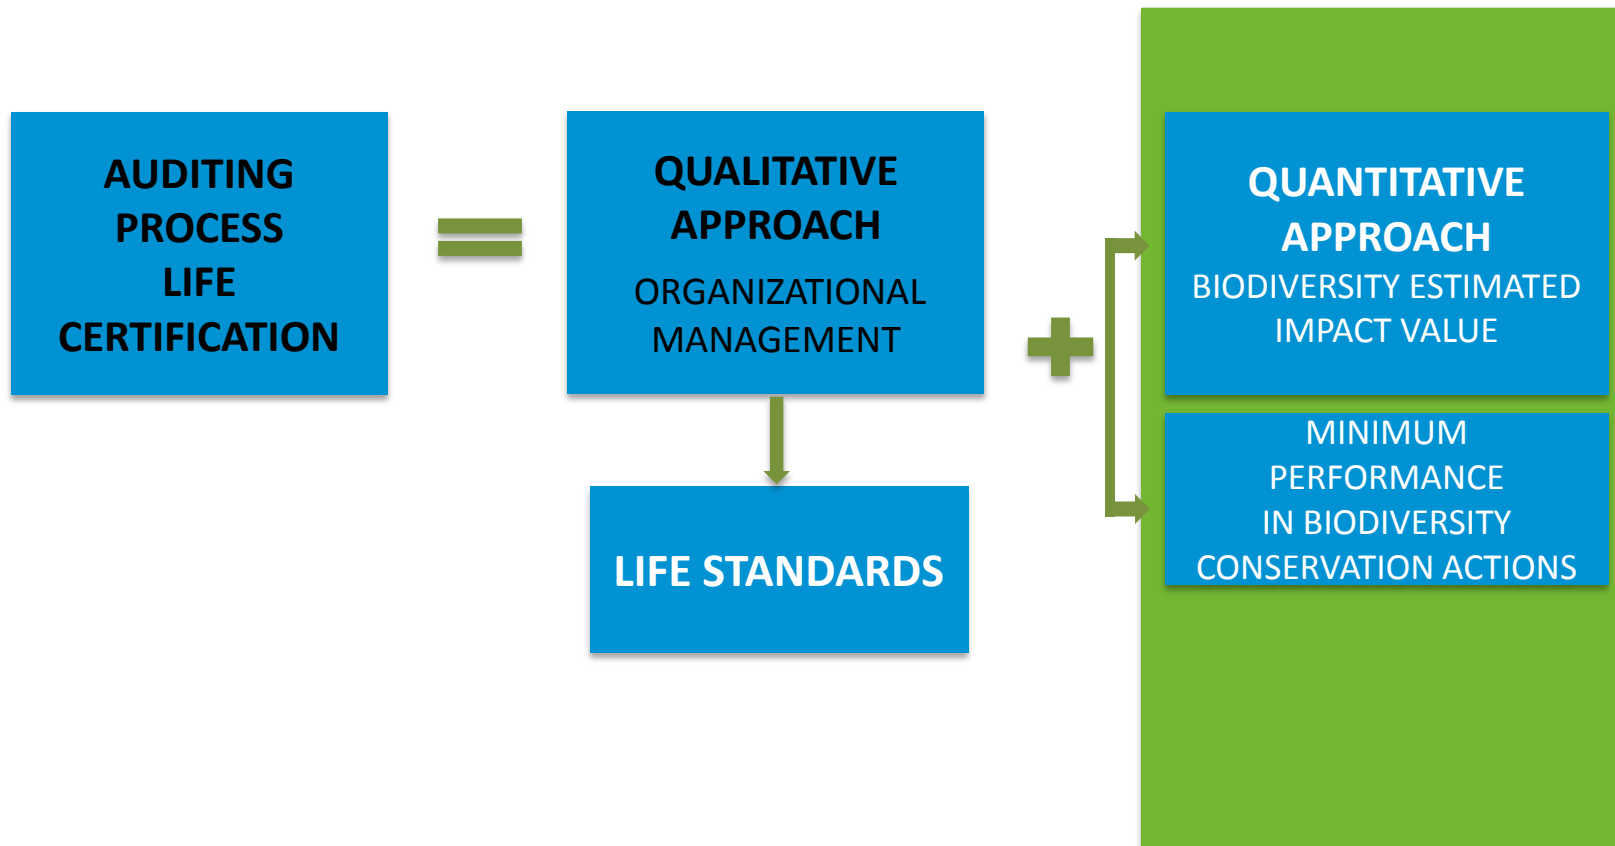 AUDITING
PROCESS
LIFE
CERTIFICATION
QUALITATIVE
APPROACH
ORGANIZATIONAL
MANAGEMENT
LIFE STANDARDS
QUANTITATIVE
APPROACH
BIODIVERSITY ESTIMATED
IMPACT VALUE
MINIMUM
PERFORMANCE
IN BIODIVERSITY
CONSERVATION ACTIONS